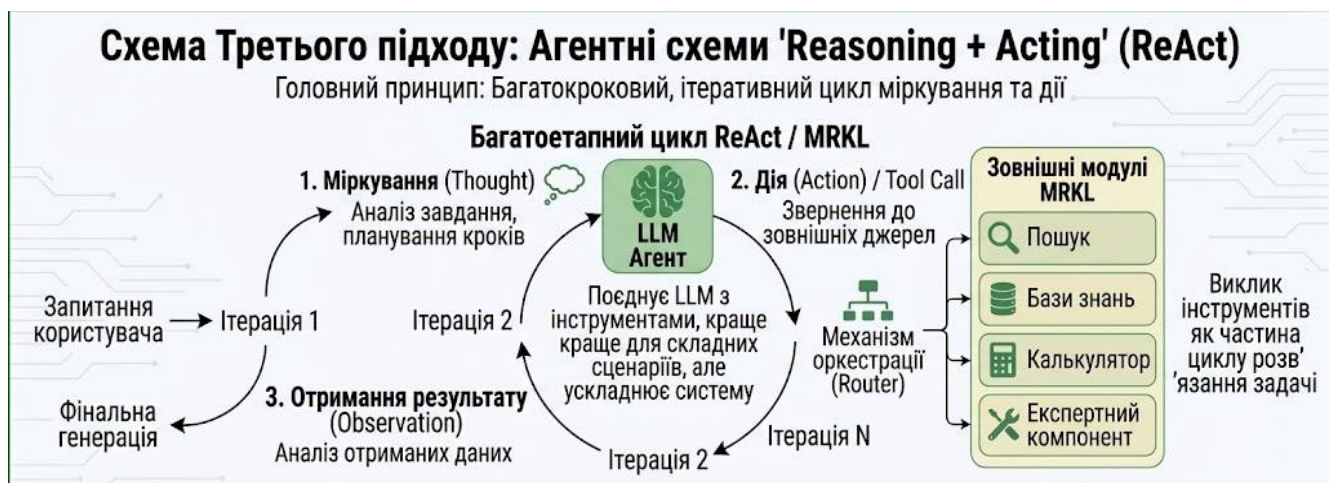 Схема Третього підходу: Агентні схеми 'Reasoning + Acting' (ReAct)
Головний принцип: Багатокроковий, ітеративний цикл міркування та дії
Багатоетапний цикл ReAct / MRKL
1. Міркування (Thought)
Аналіз завдання,
планування кроків
LLM
Агент
2. Дія (Action) / Tool Call
Звернення до
зовнішніх джерел
Зовнішні модулі
MRKL
Пошук
Бази знань
Калькулятор
Експертний
компонент
Виклик
інструментів
як частина
циклу розв'
'язання задачі
Запитання
користувача
Ітерація 1
Ітерація 2
Поєднує LLM з
інструментами, краще
краще для складних
сценаріїв, але
ускладнює систему
Механізм
оркестрації
(Router)
Фінальна
генерація
3. Отримання результату
(Observation)
Аналіз отриманих даних
Ітерація 2
Ітерація N